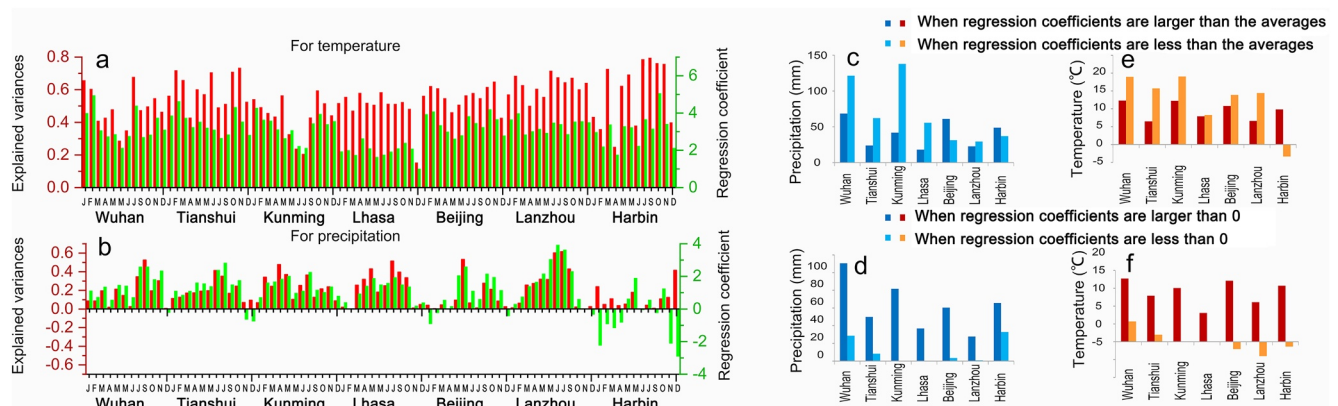 When regression coefficients are larger than the averages
When regression coefficients are less than the averages
a
For temperature
Explained variances
0.8
0.6
0.4
0.2
0.0
Regression coefficient
6
4
2
0
J F M A M J J S O N D J F M A M J J S O N D J F M A M J J S O N D J F M A M J J S O N D J F M A M J J S O N D J F M A M J J S O N D J F M A M J J S O N D
Wuhan Tianshui Kunming Lhasa Beijing Lanzhou Harbin
b
For precipitation
Explained variances
0.6
0.4
0.2
0.0
-0.2
-0.4
-0.6
Regression coefficient
4
2
0
-2
-4
Wuhan Tianshui Kunming Lhasa Beijing Lanzhou Harbin
c
Precipitation (mm)
150
100
50
0
Wuhan
Tianshui
Kunming
Lhasa
Beijing
Lanzhou
Harbin
e
Temperature (℃)
25
20
15
10
5
0
-5
Wuhan
Tianshui
Kunming
Lhasa
Beijing
Lanzhou
Harbin
When regression coefficients are larger than 0
When regression coefficients are less than 0
d
Precipitation (mm)
100
80
60
40
20
0
Wuhan
Tianshui
Kunming
Lhasa
Beijing
Lanzhou
Harbin
f
Temperature (℃)
20
15
10
5
0
-5
Wuhan
Tianshui
Kunming
Lhasa
Beijing
Lanzhou
Harbin